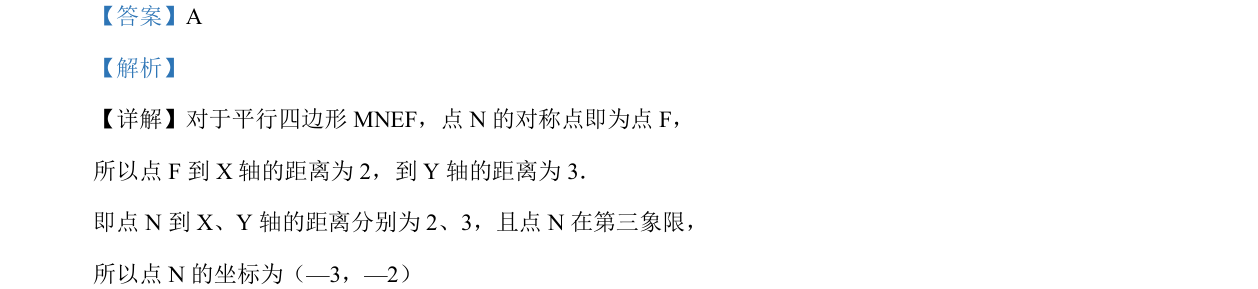 【答案】A
【解析】
【详解】对于平行四边形 MNEF，点 N 的对称点即为点 F，
所以点 F 到 X 轴的距离为 2，到 Y 轴的距离为 3．
即点 N 到 X、Y 轴的距离分别为 2、3，且点 N 在第三象限，
所以点 N 的坐标为（—3，—2）